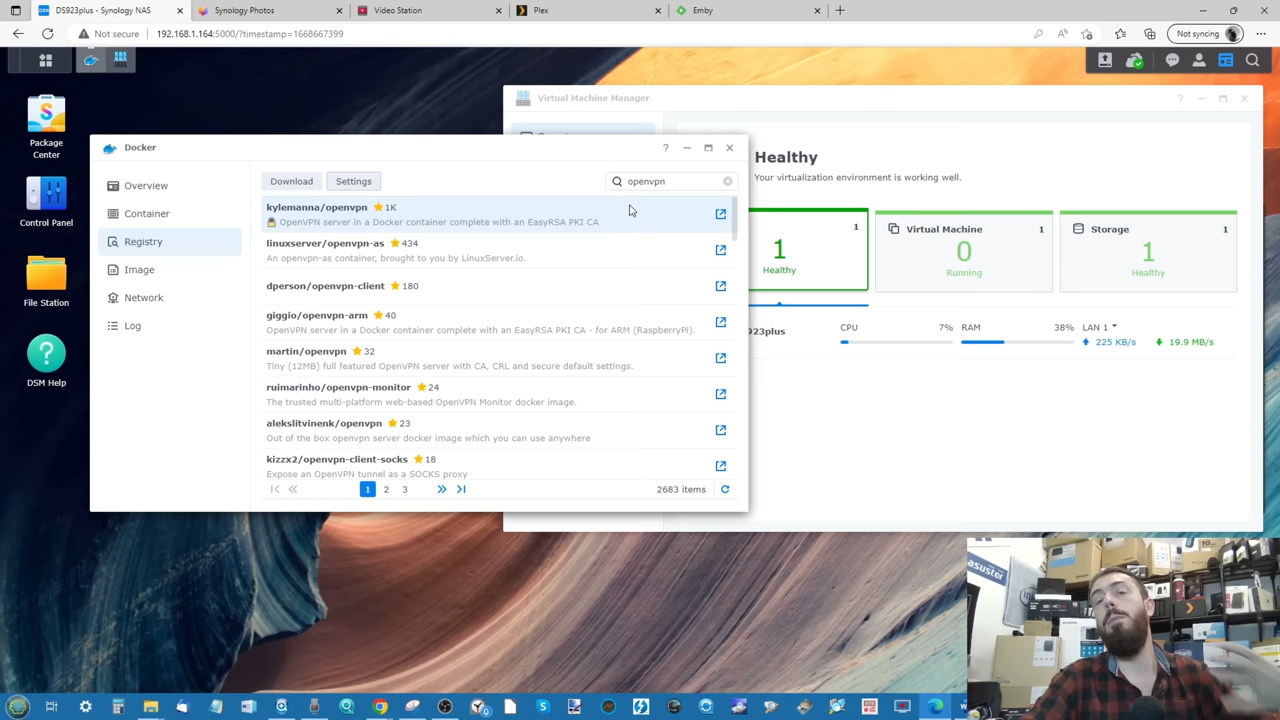 DS923plus - Synology NAS
Synology Photos
Video Station
Plex
Emby
Not secure
192.168.1.164:5000/?timestamp=1668667399
Not syncing
Package
Center
Control Panel
File Station
DSM Help
Virtual Machine Manager
Healthy
Your virtualization environment is working well.
1
1
Healthy
Virtual Machine 1
0
Running
Storage 1
1
Healthy
923plus
CPU 7%
RAM 38%
LAN 1
225 KB/s
19.9 MB/s
Docker
Overview
Container
Registry
Image
Network
Log
Download
Settings
openvpn
kylemanna/openvpn 1K
OpenVPN server in a Docker container complete with an EasyRSA PKI CA
linuxserver/openvpn-as 434
An openvpn-as container, brought to you by LinuxServer.io.
dperson/openvpn-client 180
giggio/openvpn-arm 40
OpenVPN server in a Docker container complete with an EasyRSA PKI CA - for ARM (RaspberryPi).
martin/openvpn 32
Tiny (12MB) full featured OpenVPN server with CA, CRL and secure default settings.
ruimarinho/openvpn-monitor 24
The trusted multi-platform web-based OpenVPN Monitor docker image.
alekslitvinenk/openvpn 23
Out of the box openvpn server docker image which you can use anywhere
kizzx2/openvpn-client-socks 18
Expose an OpenVPN tunnel as a SOCKS proxy
1 2 3
2683 items
asustor